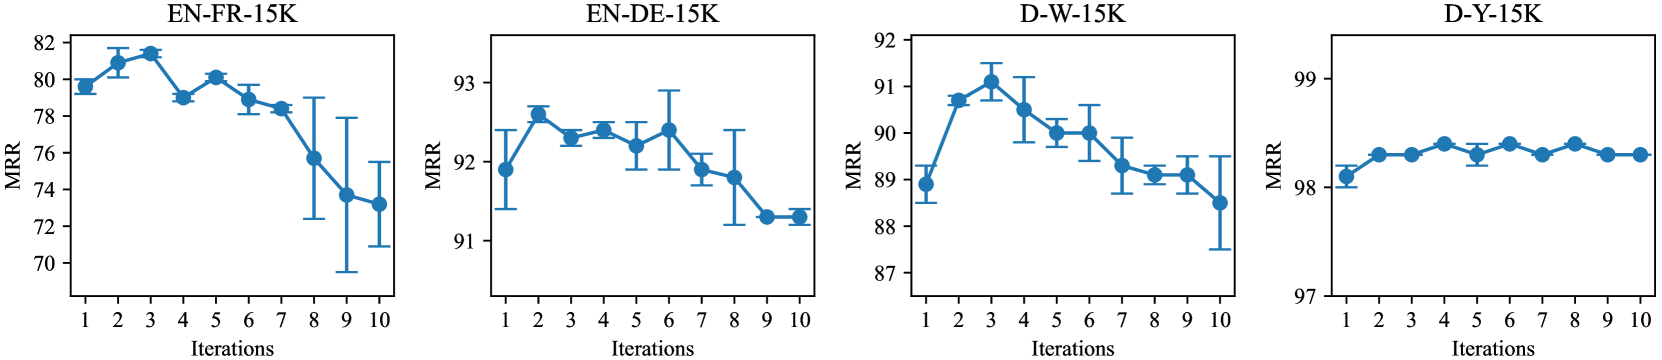 EN-FR-15K
MRR
82
80
78
76
74
72
70
1 2 3 4 5 6 7 8 9 10
Iterations
EN-DE-15K
MRR
93
92
91
1 2 3 4 5 6 7 8 9 10
Iterations
D-W-15K
MRR
92
91
90
89
88
87
1 2 3 4 5 6 7 8 9 10
Iterations
D-Y-15K
MRR
99
98
97
1 2 3 4 5 6 7 8 9 10
Iterations